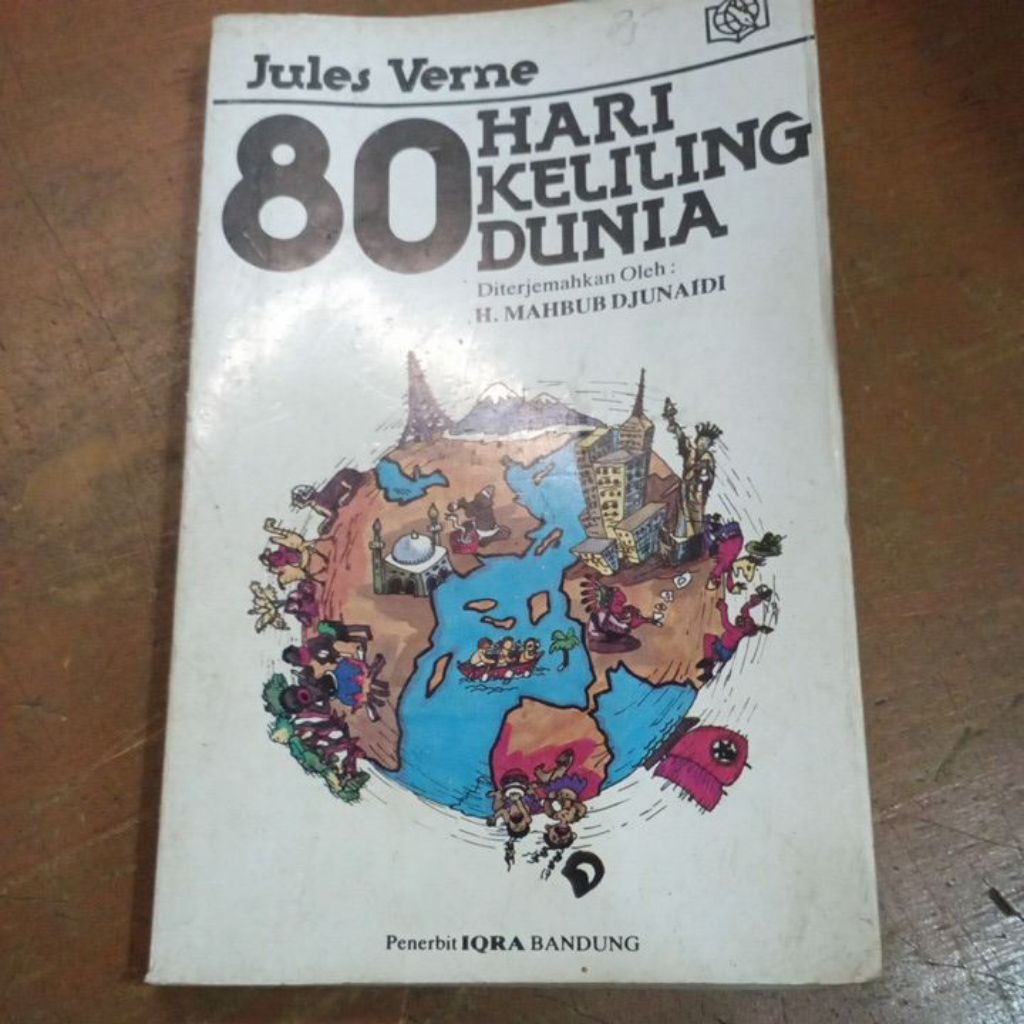 Jules Verne
80 HARI
KELILING
DUNIA
Diterjemahkan Oleh :
H. MAHBUB DJUNAIDI
Penerbit IQRA BANDUNG